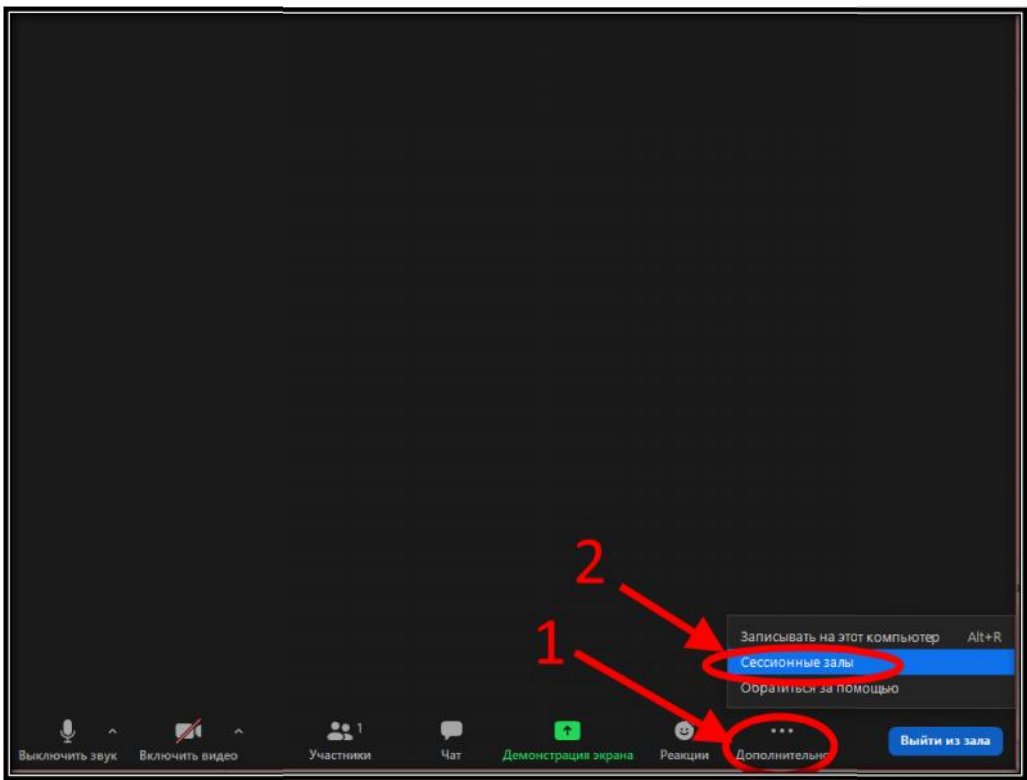 2
1
Записывать на этот компьютер Alt+R
Сессионные залы
Обратиться за помощью
1
Выключить звук Включить видео Участники Чат Демонстрация экрана Реакции Дополнительно Выйти из зала